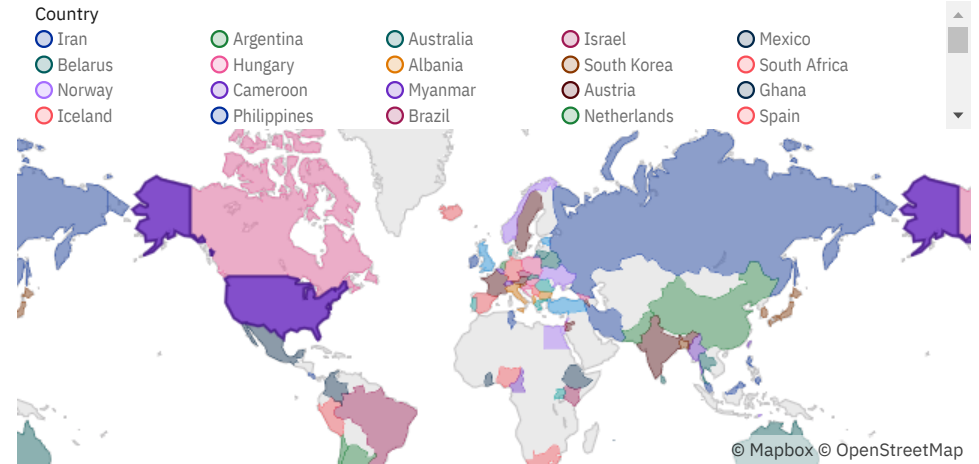 Country
Iran Argentina Australia Israel Mexico
Belarus Hungary Albania South Korea South Africa
Norway Cameroon Myanmar Austria Ghana
Iceland Philippines Brazil Netherlands Spain
© Mapbox © OpenStreetMap